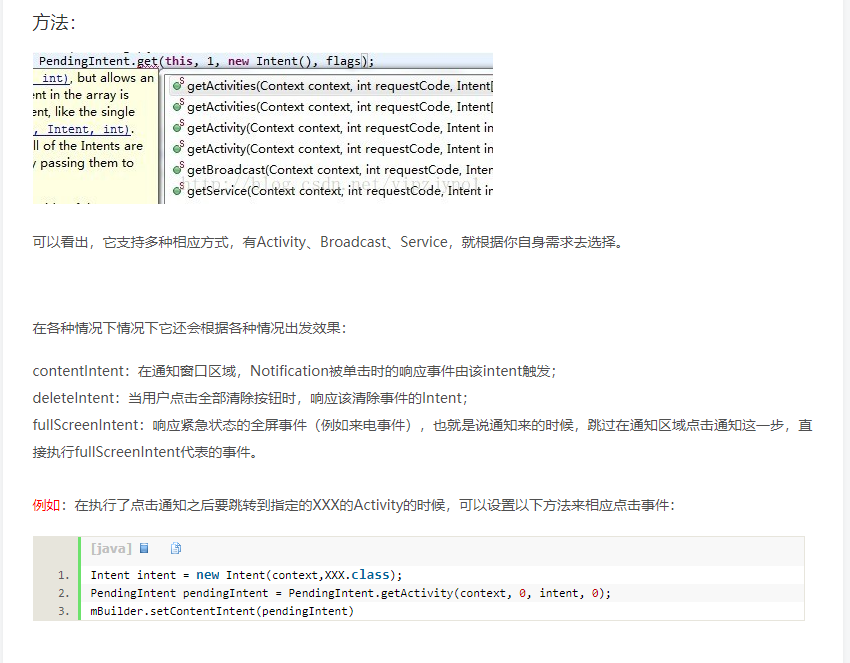 方法：
PendingIntent.get(this, 1, new Intent(), flags);
int), but allows an
ent in the array is
ent, like the single
, Intent, int).
ll of the Intents are
y passing them to
getActivities(Context context, int requestCode, Intent[
getActivities(Context context, int requestCode, Intent[
getActivity(Context context, int requestCode, Intent in
getActivity(Context context, int requestCode, Intent in
getBroadcast(Context context, int requestCode, Inter
getService(Context context, int requestCode, Intent ir
可以看出，它支持多种相应方式，有Activity、Broadcast、Service，就根据你自身需求去选择。
在各种情况下情况下它还会根据各种情况出发效果：
contentIntent：在通知窗口区域，Notification被单击时的响应事件由该intent触发；
deleteIntent：当用户点击全部清除按钮时，响应该清除事件的Intent；
fullScreenIntent：响应紧急状态的全屏事件（例如来电事件），也就是说通知来的时候，跳过在通知区域点击通知这一步，直
接执行fullScreenIntent代表的事件。
例如：在执行了点击通知之后要跳转到指定的XXX的Activity的时候，可以设置以下方法来相应点击事件：
[java]
1. Intent intent = new Intent(context,XXX.class);
2. PendingIntent pendingIntent = PendingIntent.getActivity(context, 0, intent, 0);
3. mBuilder.setContentIntent(pendingIntent)